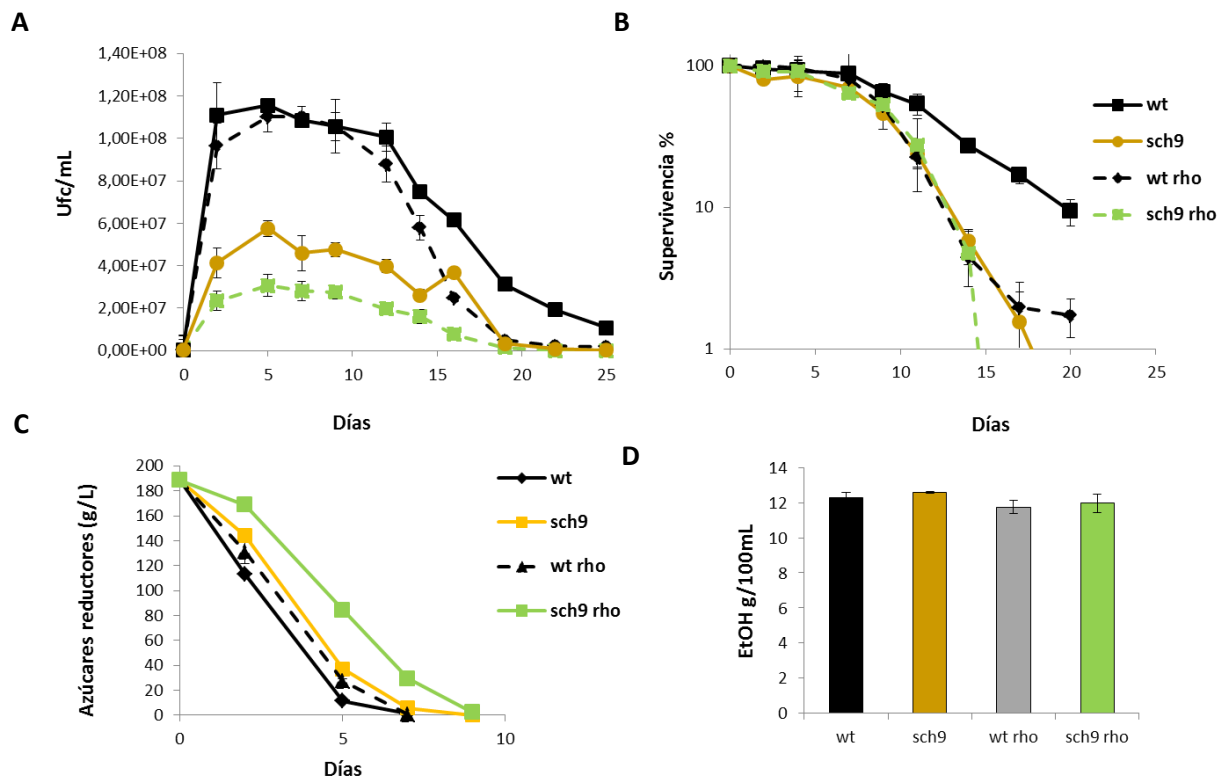 A
Ufc/mL
1,40E+08
1,20E+08
1,00E+08
8,00E+07
6,00E+07
4,00E+07
2,00E+07
0,00E+00
0 5 10 15 20 25
Días
B
Supervivencia %
100
10
1
0 5 10 15 20 25
Días
wt
sch9
wt rho
sch9 rho
C
Azúcares reductores (g/L)
200
180
160
140
120
100
80
60
40
20
0
0 5 10
Días
wt
sch9
wt rho
sch9 rho
D
EtOH g/100mL
14
12
10
8
6
4
2
0
wt sch9 wt rho sch9 rho